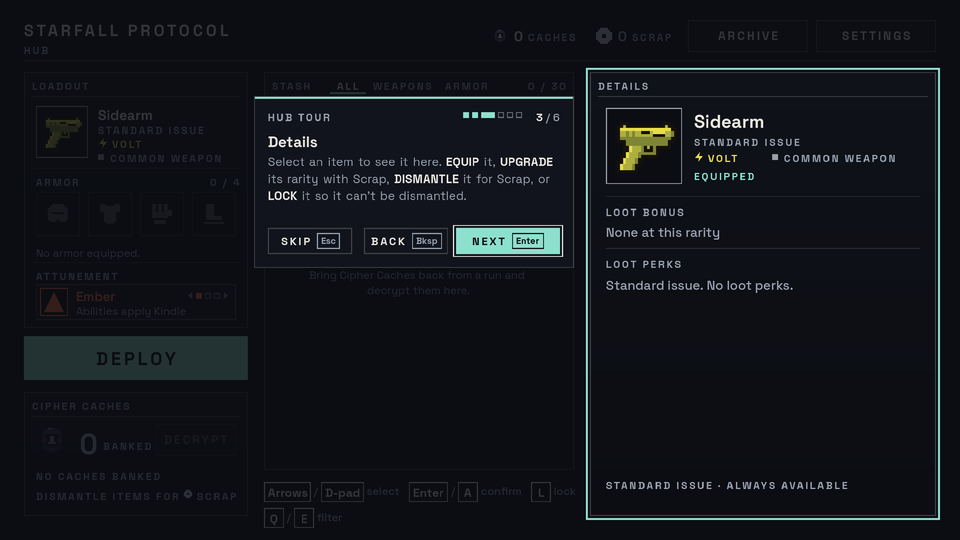 STARFALL PROTOCOL
HUB
0 CACHES
0 SCRAP
ARCHIVE
SETTINGS
LOADOUT
Sidearm
STANDARD ISSUE
VOLT
COMMON WEAPON
ARMOR 0 / 4
No armor equipped.
ATTUNEMENT
Ember
Abilities apply Kindle
DEPLOY
CIPHER CACHES
0 BANKED
DECRYPT
NO CACHES BANKED
DISMANTLE ITEMS FOR SCRAP
STASH ALL WEAPONS ARMOR 0 / 30
HUB TOUR 3 / 6
Details
Select an item to see it here. EQUIP it, UPGRADE
its rarity with Scrap, DISMANTLE it for Scrap, or
LOCK it so it can't be dismantled.
SKIP Esc
BACK Bksp
NEXT Enter
Bring Cipher Caches back from a run and
decrypt them here.
Arrows / D-pad select Enter / A confirm L lock
Q / E filter
DETAILS
Sidearm
STANDARD ISSUE
VOLT COMMON WEAPON
EQUIPPED
LOOT BONUS
None at this rarity
LOOT PERKS
Standard issue. No loot perks.
STANDARD ISSUE · ALWAYS AVAILABLE